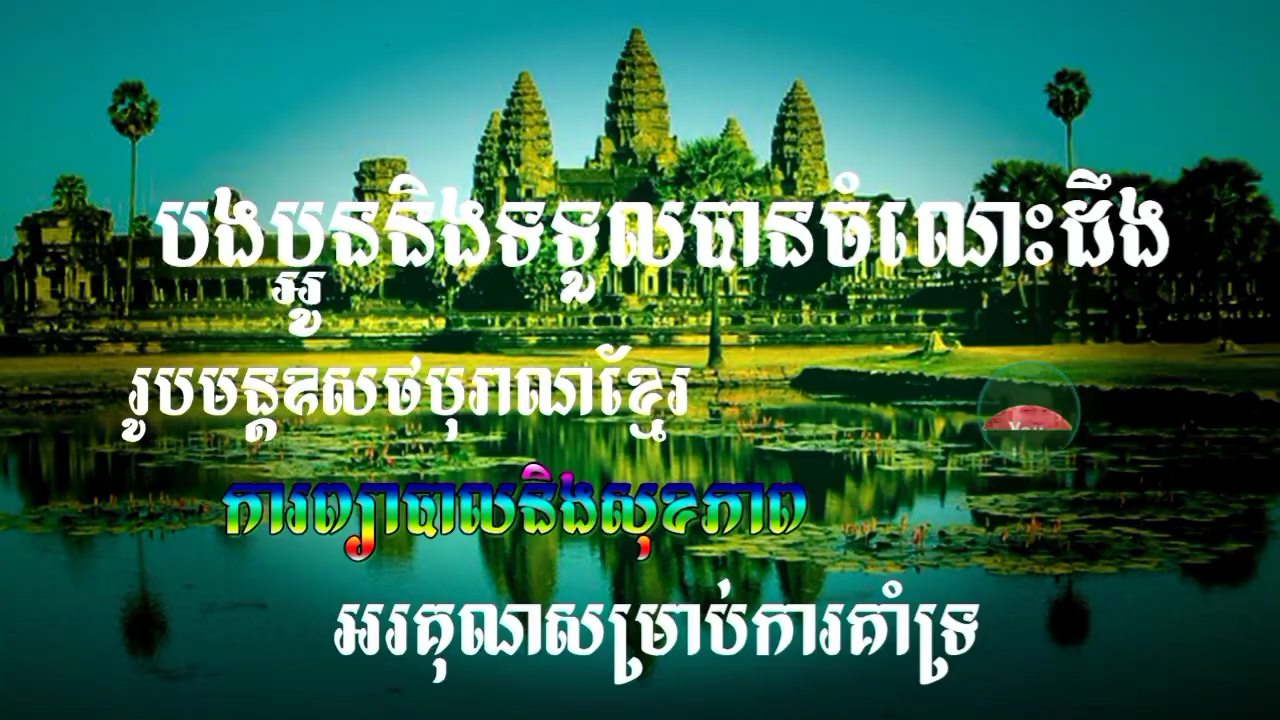 បងប្អូននិងទទួលបានចំណេះដឹង
រូបមន្តឱសថបុរាណខ្មែរ
ការព្យាបាលនិងសុខភាព
អរគុណសម្រាប់ការគាំទ្រ